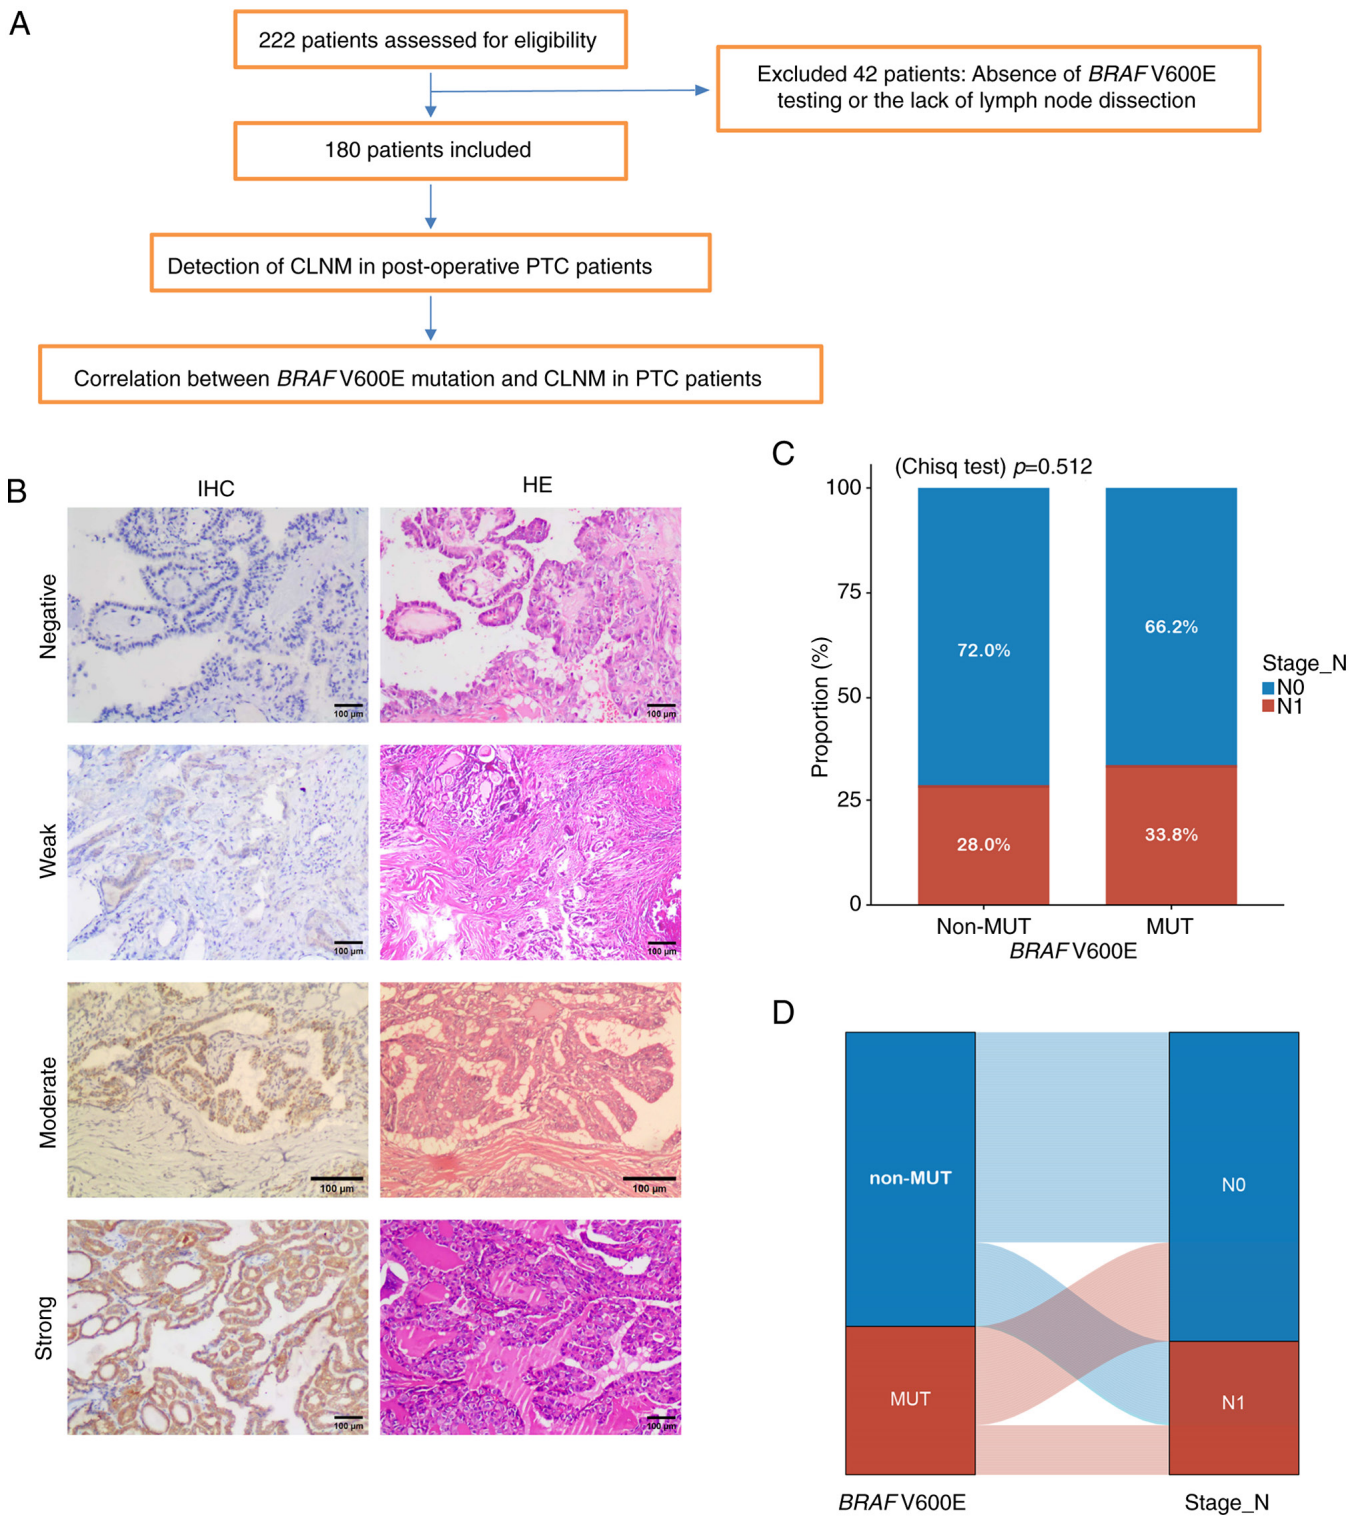 A
222 patients assessed for eligibility
Excluded 42 patients: Absence of BRAF V600E
testing or the lack of lymph node dissection
180 patients included
Detection of CLNM in post-operative PTC patients
Correlation between BRAF V600E mutation and CLNM in PTC patients
B
IHC
HE
Negative
100 µm
100 µm
Weak
100 µm
100 µm
Moderate
100 µm
100 µm
Strong
100 µm
100 µm
C
(Chisq test) p=0.512
Proportion (%)
100
75
50
25
0
72.0%
66.2%
28.0%
33.8%
Non-MUT
MUT
BRAF V600E
Stage_N
N0
N1
D
non-MUT
N0
MUT
N1
BRAF V600E
Stage_N